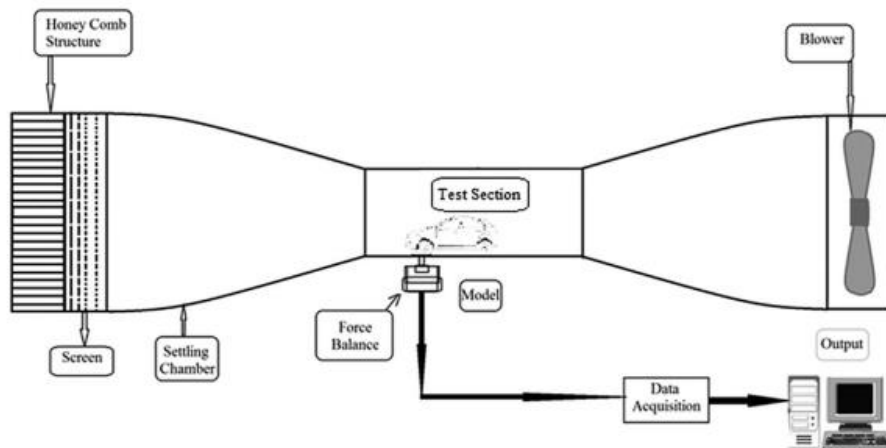 Honey Comb
Structure
Blower
Test Section
Model
Force
Balance
Screen
Settling
Chamber
Output
Data
Acquisition